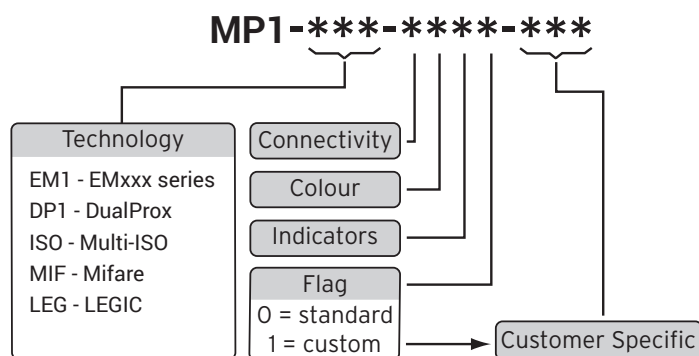 MP1-***-****-***
Technology
EM1 - EMxxx series
DP1 - DualProx
ISO - Multi-ISO
MIF - Mifare
LEG - LEGIC
Connectivity
Colour
Indicators
Flag
0 = standard
1 = custom
Customer Specific